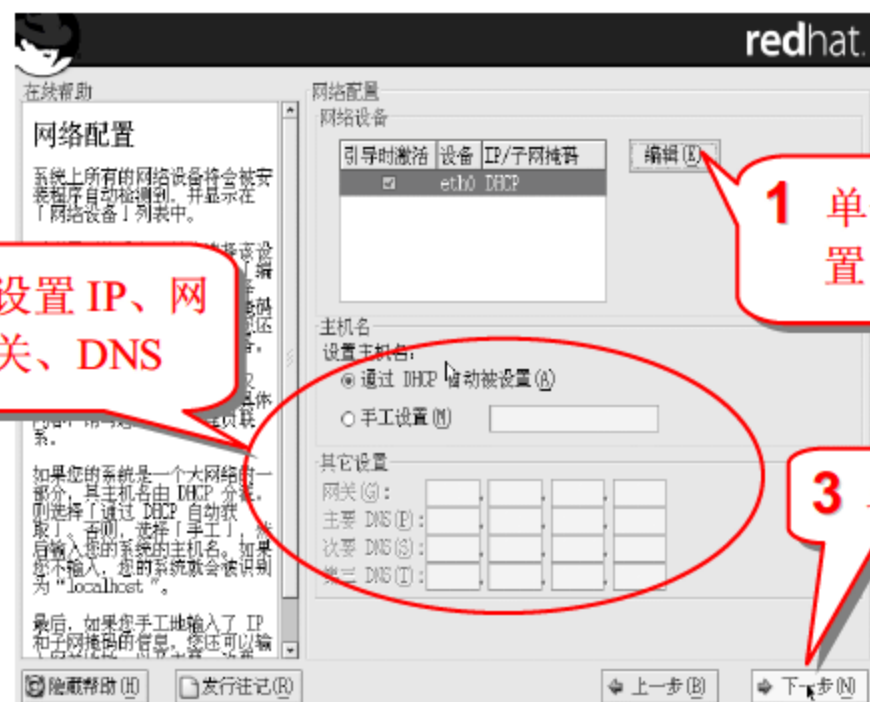 redhat.
在线帮助
网络配置
系统上所有的网络设备将会被安
装程序自动检测到，并显示在
「网络设备」列表中。
设置 IP、网
关、DNS
系。
如果您的系统是一个大网络的一
部分，其主机名由 DHCP 分派，
则选择「通过 DHCP 自动获
取」。否则，选择「手工」，然
后输入您的系统的主机名。如果
您不输入，您的系统就会被识别
为“localhost”。
最后，如果您手工地输入了 IP
和子网掩码的信息，您还可以输
网络配置
网络设备
引导时激活 设备 IP/子网掩码
eth0 DHCP
编辑(E)
1 单
置
主机名
设置主机名：
通过 DHCP 自动被设置(A)
手工设置(M)
其它设置
网关(G)：
主要 DNS(P)：
次要 DNS(S)：
第三 DNS(T)：
3
隐藏帮助(H)
发行注记(R)
上一步(B)
下一步(N)